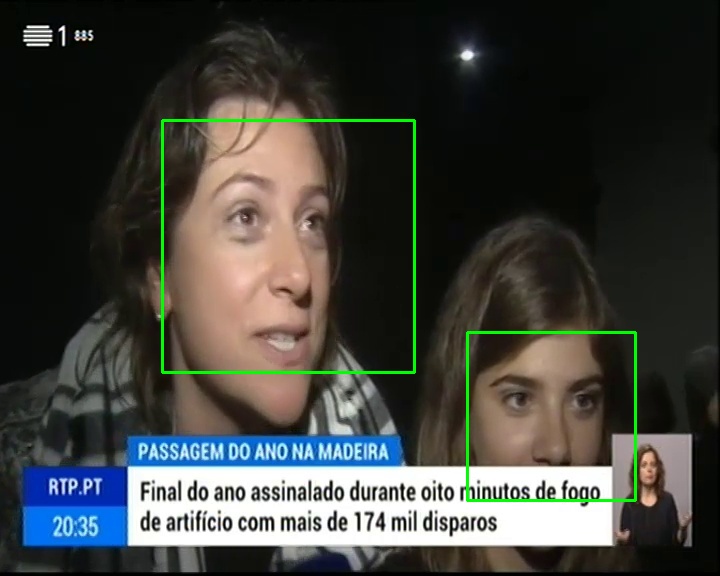 1 885
PASSAGEM DO ANO NA MADEIRA
RTP.PT
20:35
Final do ano assinalado durante oito minutos de fogo
de artifício com mais de 174 mil disparos